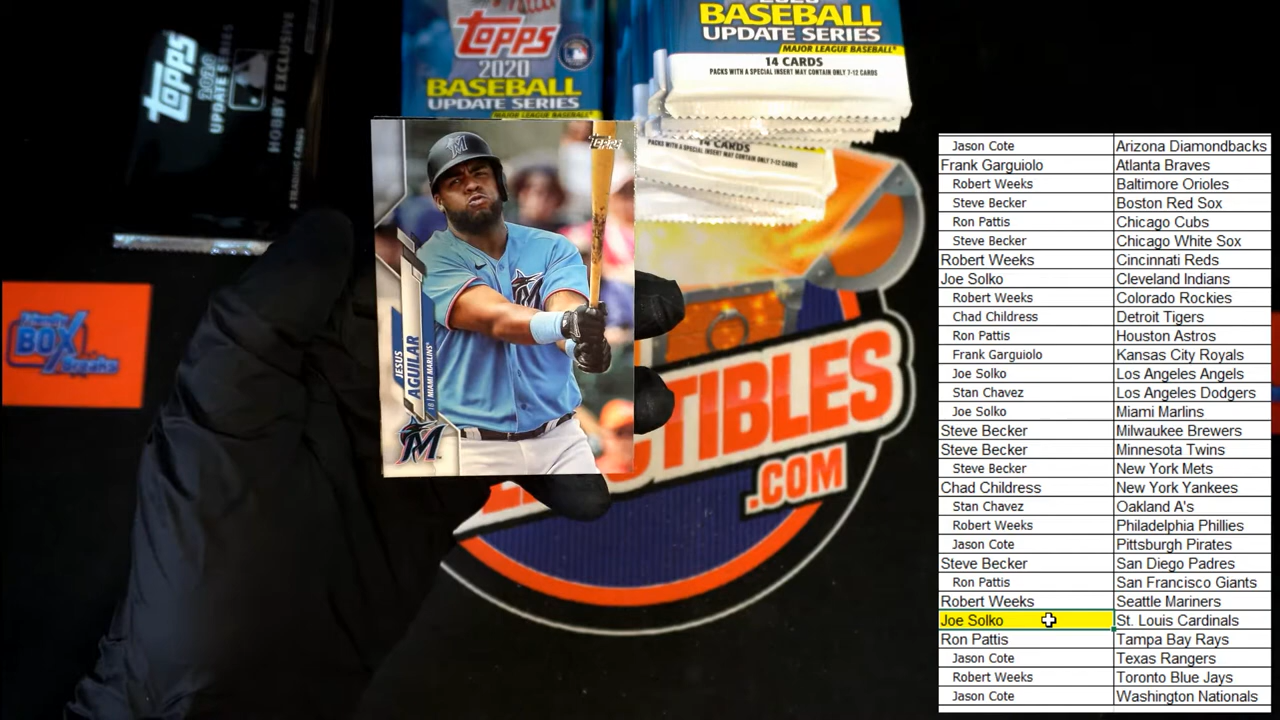 Topps
2020
UPDATE SERIES
HOBBY EXCLUSIVE
TOPPS
2020
BASEBALL
UPDATE SERIES
MAJOR LEAGUE BASEBALL
BASEBALL
UPDATE SERIES
MAJOR LEAGUE BASEBALL
14 CARDS
PACKS WITH A SPECIAL INSERT MAY CONTAIN ONLY 7-12 CARDS
14 CARDS
PACKS WITH A SPECIAL INSERT MAY CONTAIN ONLY 7-12 CARDS
Topps
JESUS
AGUILAR
1B | MIAMI MARLINS
M
BOX
Breaks
CTIBLES
.COM
Jason Cote Arizona Diamondbacks
Frank Garguiolo Atlanta Braves
Robert Weeks Baltimore Orioles
Steve Becker Boston Red Sox
Ron Pattis Chicago Cubs
Steve Becker Chicago White Sox
Robert Weeks Cincinnati Reds
Joe Solko Cleveland Indians
Robert Weeks Colorado Rockies
Chad Childress Detroit Tigers
Ron Pattis Houston Astros
Frank Garguiolo Kansas City Royals
Joe Solko Los Angeles Angels
Stan Chavez Los Angeles Dodgers
Joe Solko Miami Marlins
Steve Becker Milwaukee Brewers
Steve Becker Minnesota Twins
Steve Becker New York Mets
Chad Childress New York Yankees
Stan Chavez Oakland A's
Robert Weeks Philadelphia Phillies
Jason Cote Pittsburgh Pirates
Steve Becker San Diego Padres
Ron Pattis San Francisco Giants
Robert Weeks Seattle Mariners
Joe Solko St. Louis Cardinals
Ron Pattis Tampa Bay Rays
Jason Cote Texas Rangers
Robert Weeks Toronto Blue Jays
Jason Cote Washington Nationals